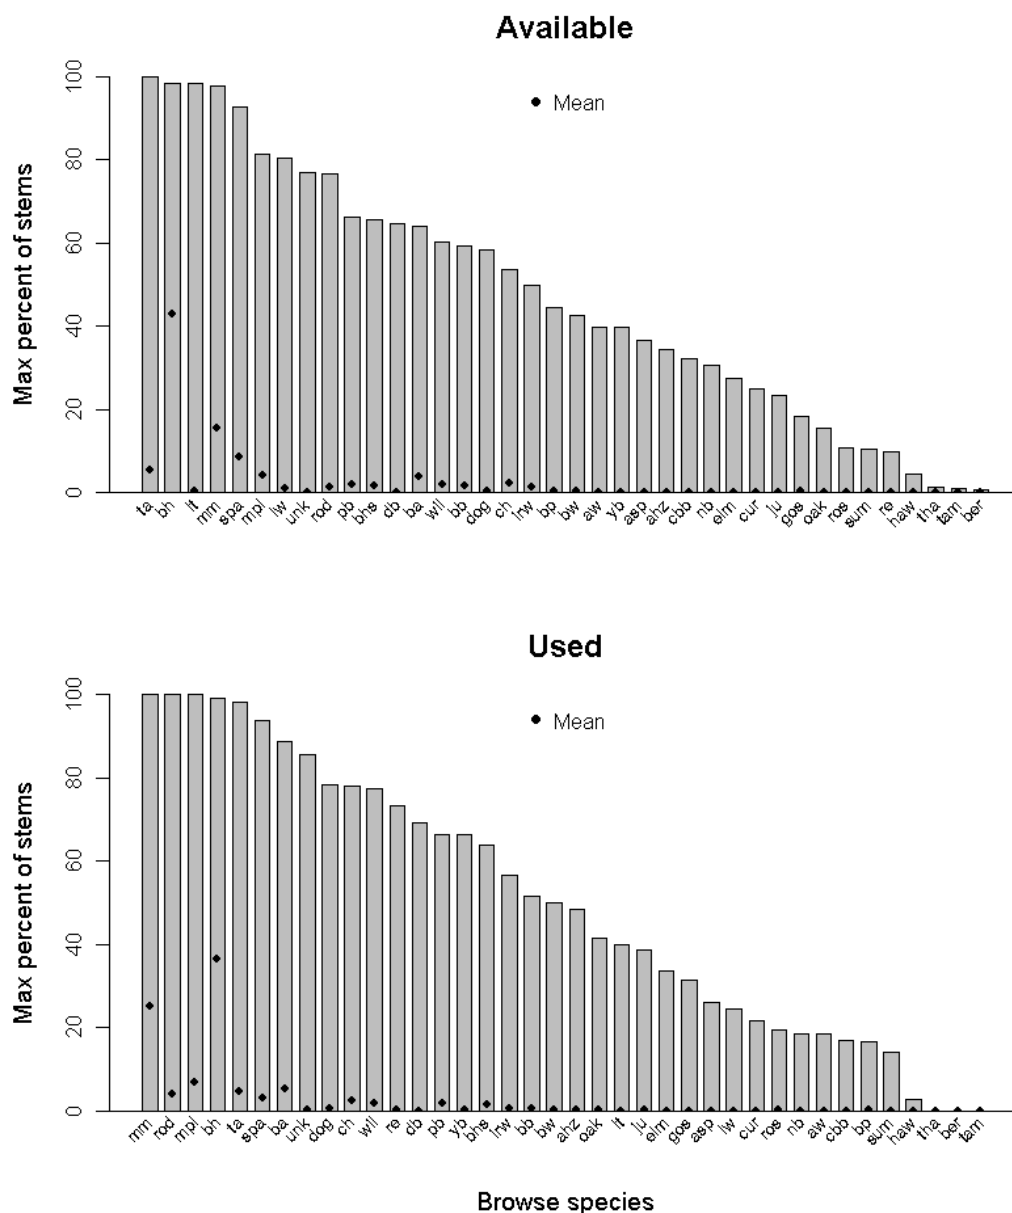 Available
Max percent of stems
100
80
60
40
20
0
Mean
ta bh lt mm spa mpl lw unk rod pb bhs db ba wil bb dog ch lrw bp bw aw yb asp ahz cbb nb elm cur ju gos oak ros sum re haw tha tam ber
Used
Max percent of stems
100
80
60
40
20
0
Mean
mm rod mpl bh ta spa ba unk dog ch wil re db pb yb bhs lrw bb bw ahz oak lt ju elm gos asp lw cur ros nb aw cbb bp sum haw tha ber tam
Browse species